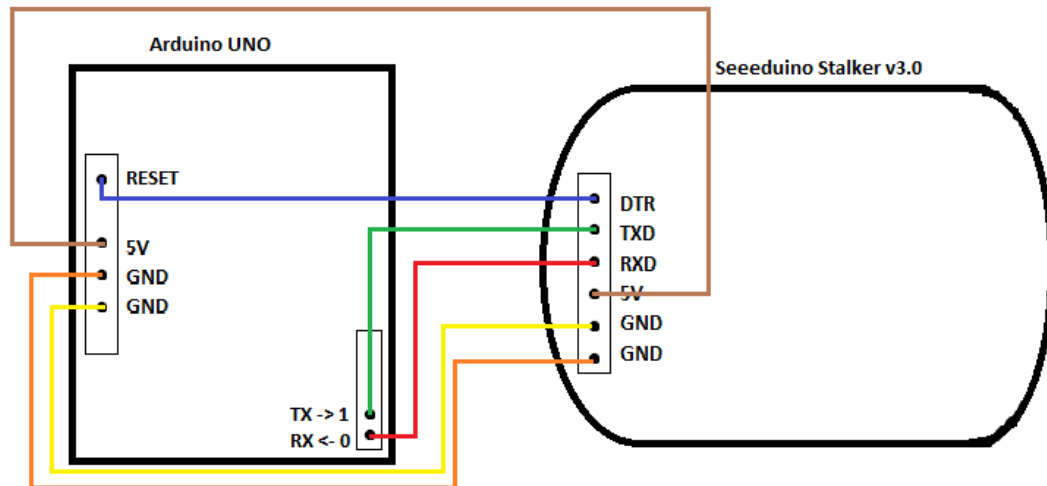 Arduino UNO
Seeeduino Stalker v3.0
RESET
5V
GND
GND
TX -> 1
RX <- 0
DTR
TXD
RXD
5V
GND
GND